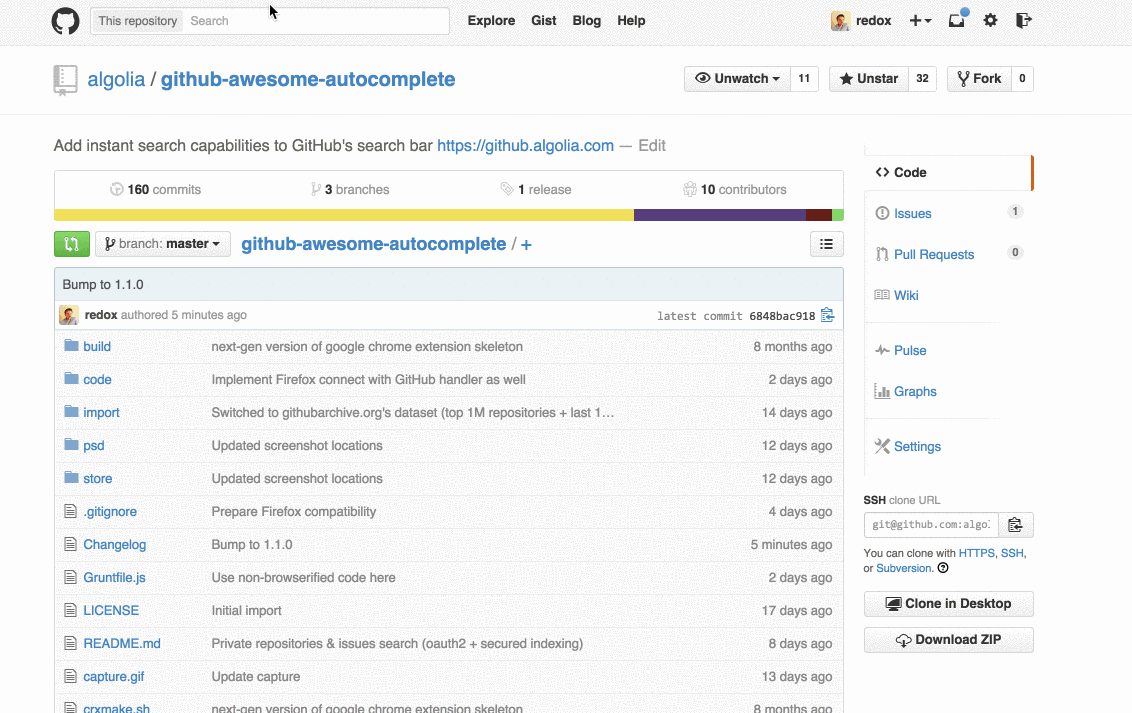 This repository Search Explore Gist Blog Help redox
algolia / github-awesome-autocomplete Unwatch 11 Unstar 32 Fork 0
Add instant search capabilities to GitHub's search bar https://github.algolia.com — Edit
160 commits 3 branches 1 release 10 contributors
branch: master github-awesome-autocomplete / +
Bump to 1.1.0
redox authored 5 minutes ago latest commit 6848bac918
build next-gen version of google chrome extension skeleton 8 months ago
code Implement Firefox connect with GitHub handler as well 2 days ago
import Switched to githubarchive.org's dataset (top 1M repositories + last 1… 14 days ago
psd Updated screenshot locations 12 days ago
store Updated screenshot locations 12 days ago
.gitignore Prepare Firefox compatibility 4 days ago
Changelog Bump to 1.1.0 5 minutes ago
Gruntfile.js Use non-browserified code here 2 days ago
LICENSE Initial import 17 days ago
README.md Private repositories & issues search (oauth2 + secured indexing) 8 days ago
capture.gif Update capture 13 days ago
crxmake.sh next-gen version of google chrome extension skeleton 8 months ago
Code
Issues 1
Pull Requests 0
Wiki
Pulse
Graphs
Settings
SSH clone URL
git@github.com:algo
You can clone with HTTPS, SSH,
or Subversion.
Clone in Desktop
Download ZIP